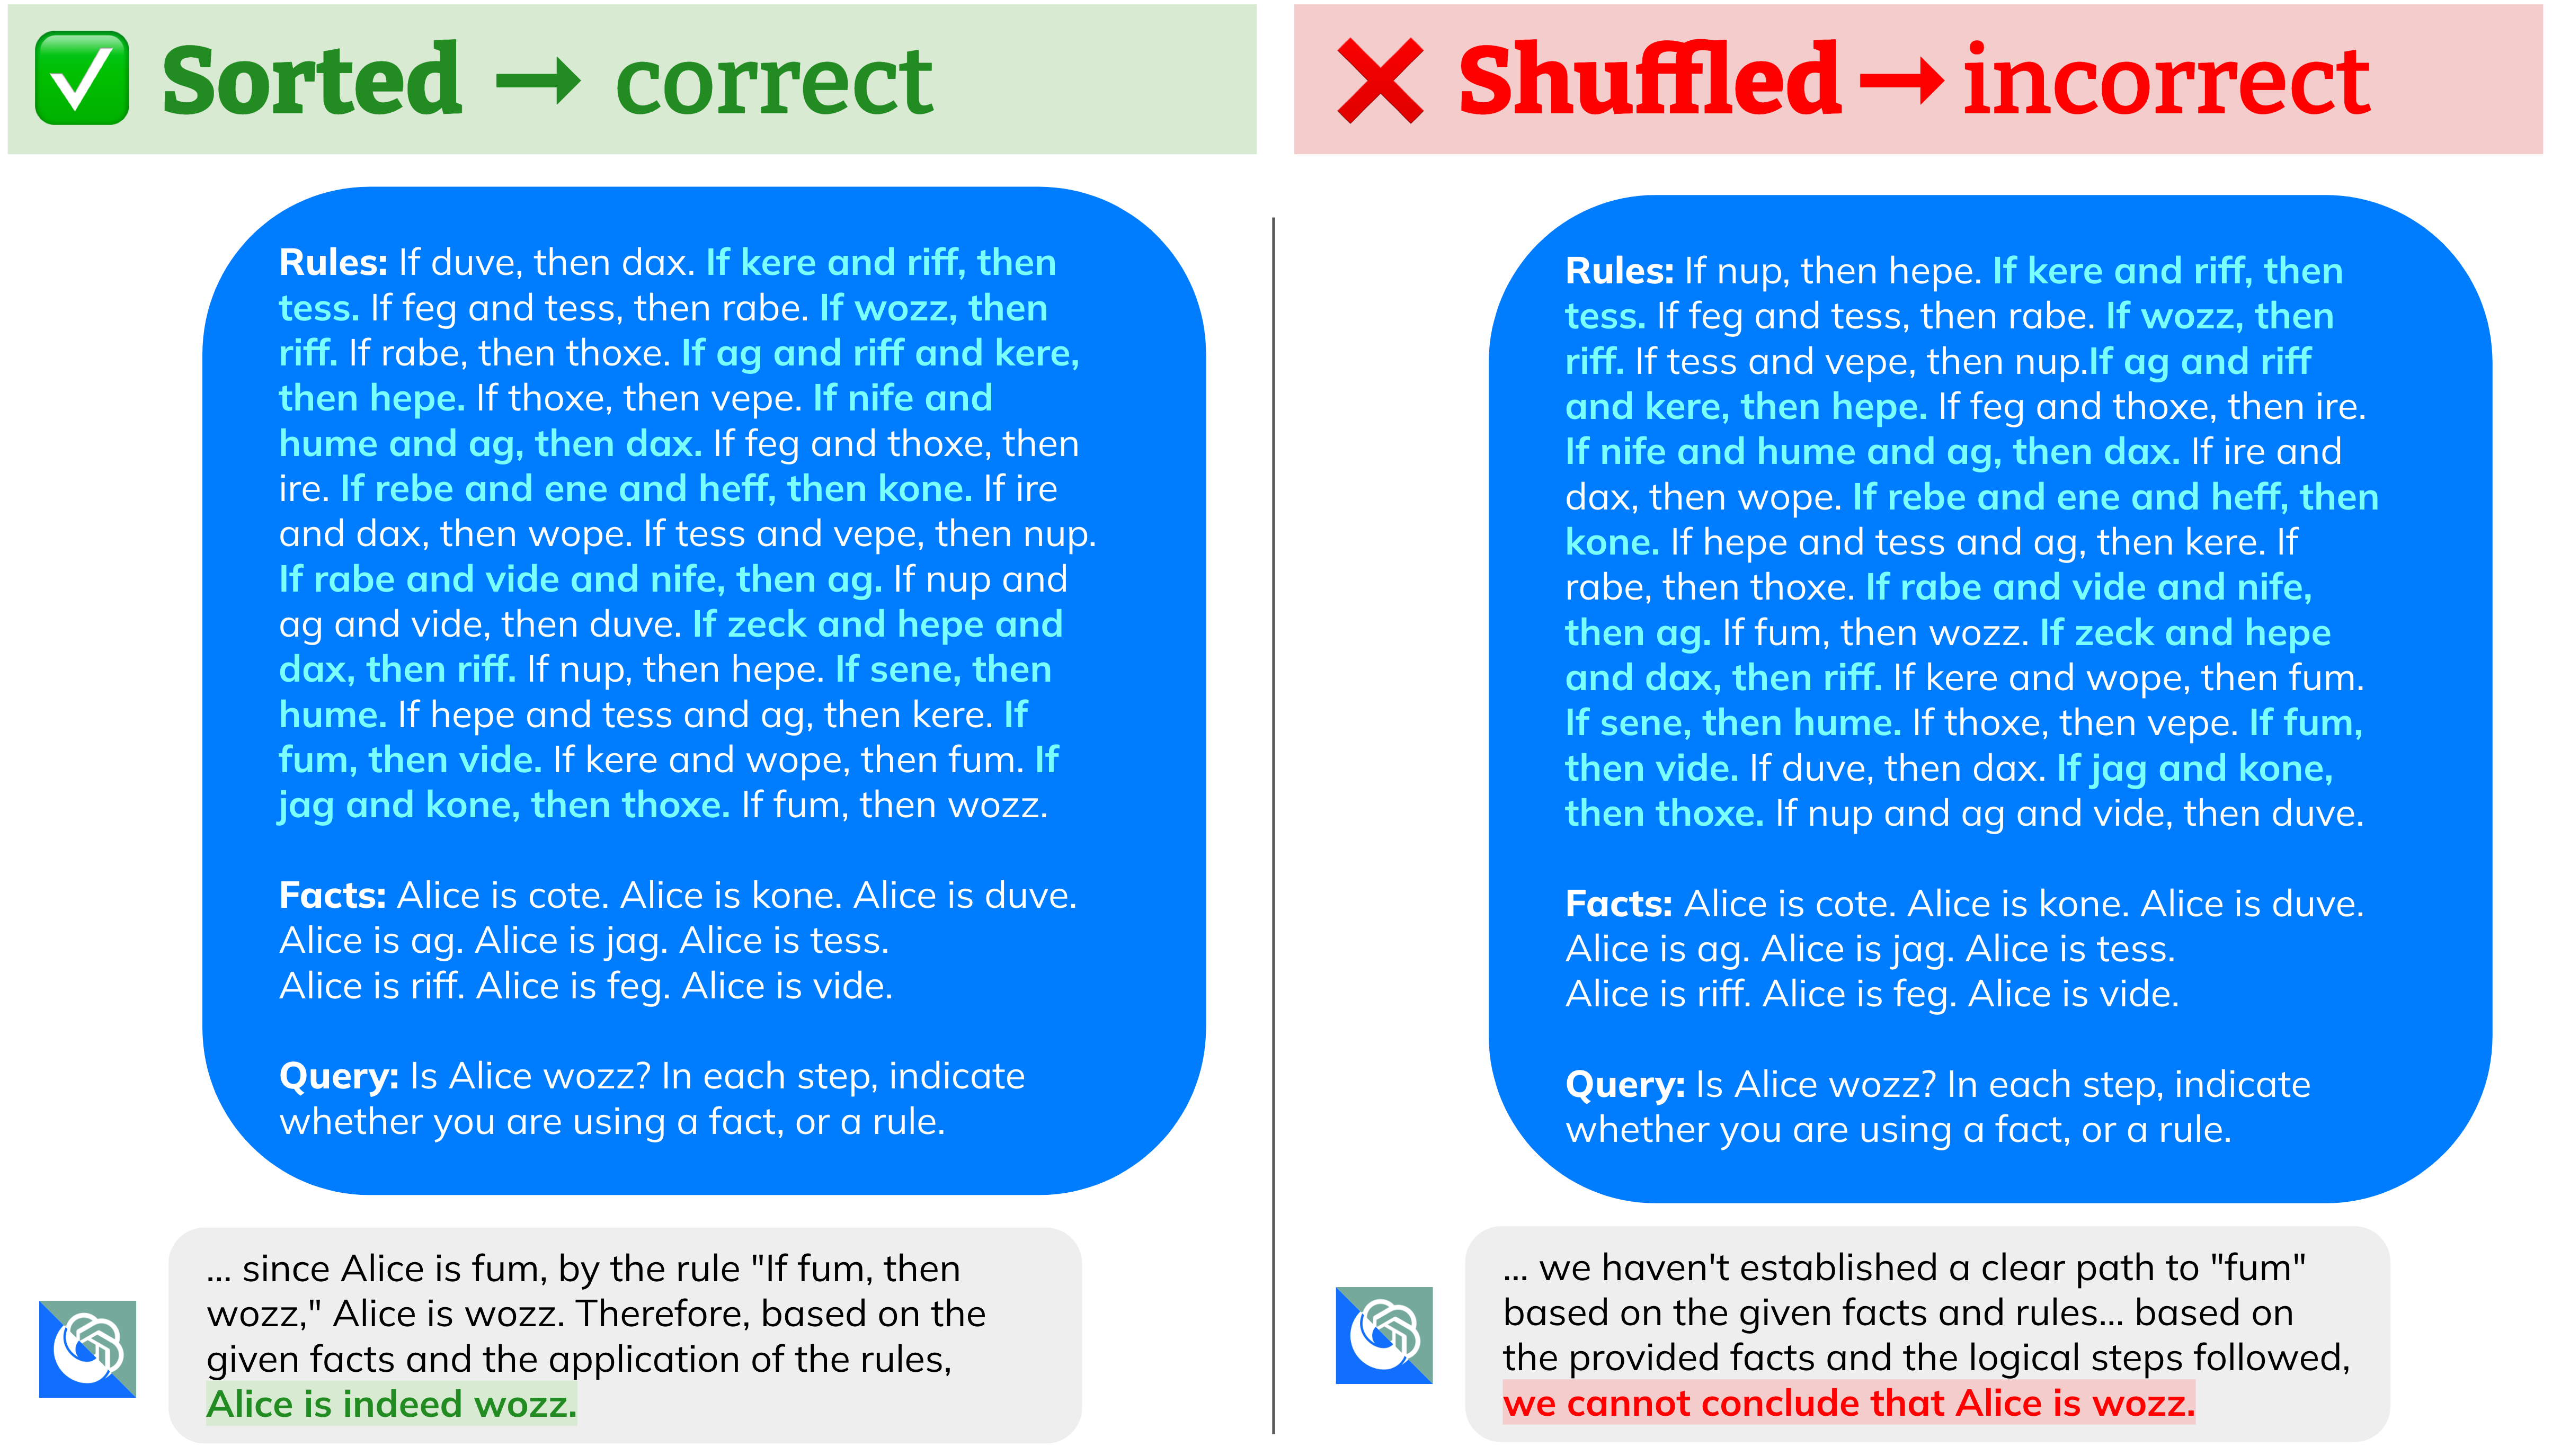 Sorted → correct
Rules: If duve, then dax. If kere and riff, then
tess. If feg and tess, then rabe. If wozz, then
riff. If rabe, then thoxe. If ag and riff and kere,
then hepe. If thoxe, then vepe. If nife and
hume and ag, then dax. If feg and thoxe, then
ire. If rebe and ene and heff, then kone. If ire
and dax, then wope. If tess and vepe, then nup.
If rabe and vide and nife, then ag. If nup and
ag and vide, then duve. If zeck and hepe and
dax, then riff. If nup, then hepe. If sene, then
hume. If hepe and tess and ag, then kere. If
fum, then vide. If kere and wope, then fum. If
jag and kone, then thoxe. If fum, then wozz.
Facts: Alice is cote. Alice is kone. Alice is duve.
Alice is ag. Alice is jag. Alice is tess.
Alice is riff. Alice is feg. Alice is vide.
Query: Is Alice wozz? In each step, indicate
whether you are using a fact, or a rule.
... since Alice is fum, by the rule "If fum, then
wozz," Alice is wozz. Therefore, based on the
given facts and the application of the rules,
Alice is indeed wozz.
Shuffled → incorrect
Rules: If nup, then hepe. If kere and riff, then
tess. If feg and tess, then rabe. If wozz, then
riff. If tess and vepe, then nup.If ag and riff
and kere, then hepe. If feg and thoxe, then ire.
If nife and hume and ag, then dax. If ire and
dax, then wope. If rebe and ene and heff, then
kone. If hepe and tess and ag, then kere. If
rabe, then thoxe. If rabe and vide and nife,
then ag. If fum, then wozz. If zeck and hepe
and dax, then riff. If kere and wope, then fum.
If sene, then hume. If thoxe, then vepe. If fum,
then vide. If duve, then dax. If jag and kone,
then thoxe. If nup and ag and vide, then duve.
Facts: Alice is cote. Alice is kone. Alice is duve.
Alice is ag. Alice is jag. Alice is tess.
Alice is riff. Alice is feg. Alice is vide.
Query: Is Alice wozz? In each step, indicate
whether you are using a fact, or a rule.
... we haven't established a clear path to "fum"
based on the given facts and rules... based on
the provided facts and the logical steps followed,
we cannot conclude that Alice is wozz.